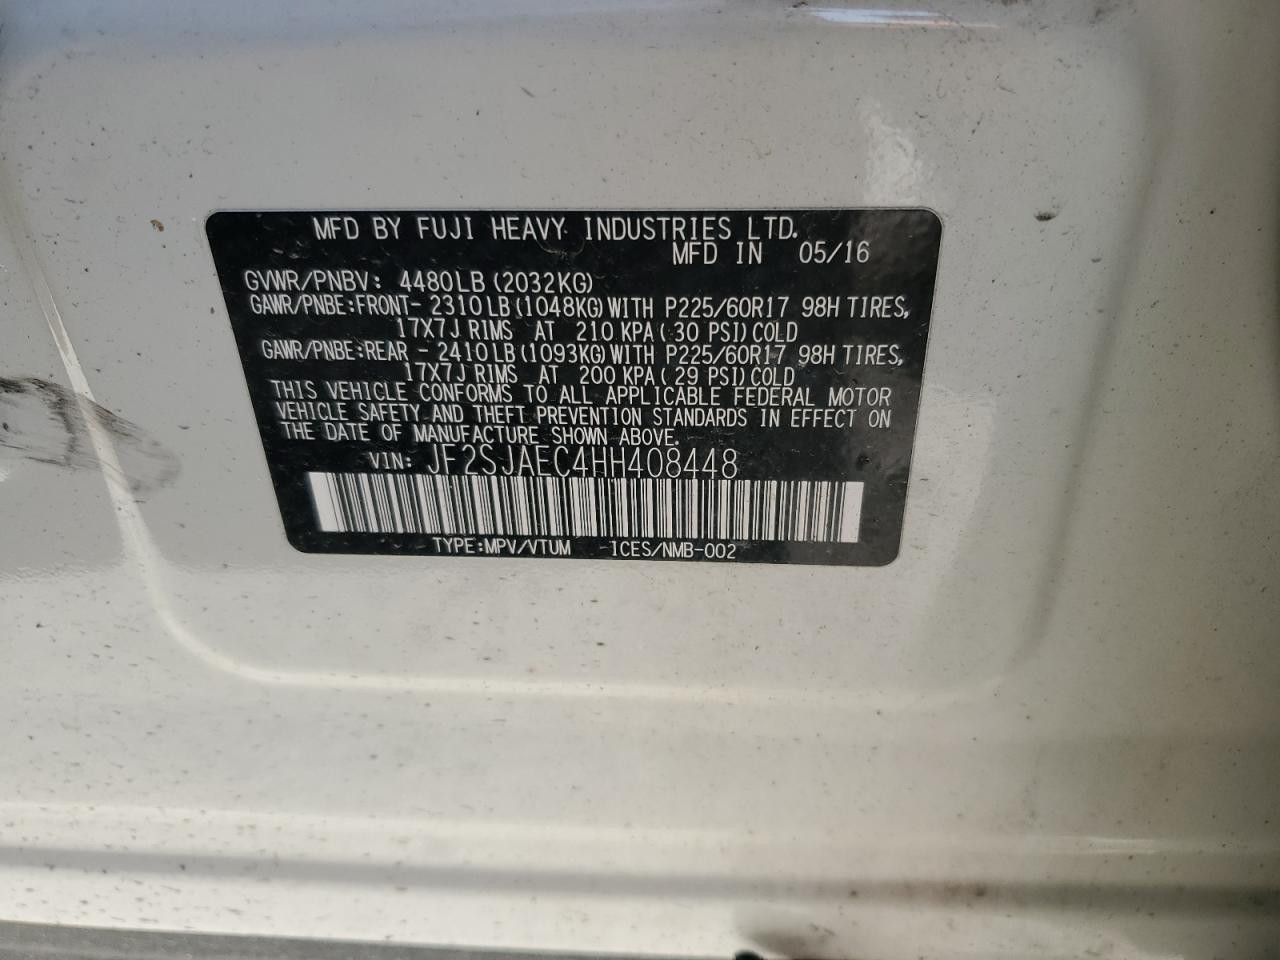 MFD BY FUJI HEAVY INDUSTRIES LTD.
MFD IN 05/16
GVWR/PNBV: 4480LB (2032KG)
GAWR/PNBE:FRONT- 2310LB (1048KG) WITH P225/60R17 98H TIRES,
17X7J RIMS AT 210 KPA ( 30 PSI) COLD
GAWR/PNBE:REAR - 2410LB (1093KG) WITH P225/60R17 98H TIRES,
17X7J RIMS AT 200 KPA ( 29 PSI) COLD
THIS VEHICLE CONFORMS TO ALL APPLICABLE FEDERAL MOTOR
VEHICLE SAFETY AND THEFT PREVENTION STANDARDS IN EFFECT ON
THE DATE OF MANUFACTURE SHOWN ABOVE.
VIN: JF2SJAEC4HH408448
TYPE:MPV/VTUM ICES/NMB-002